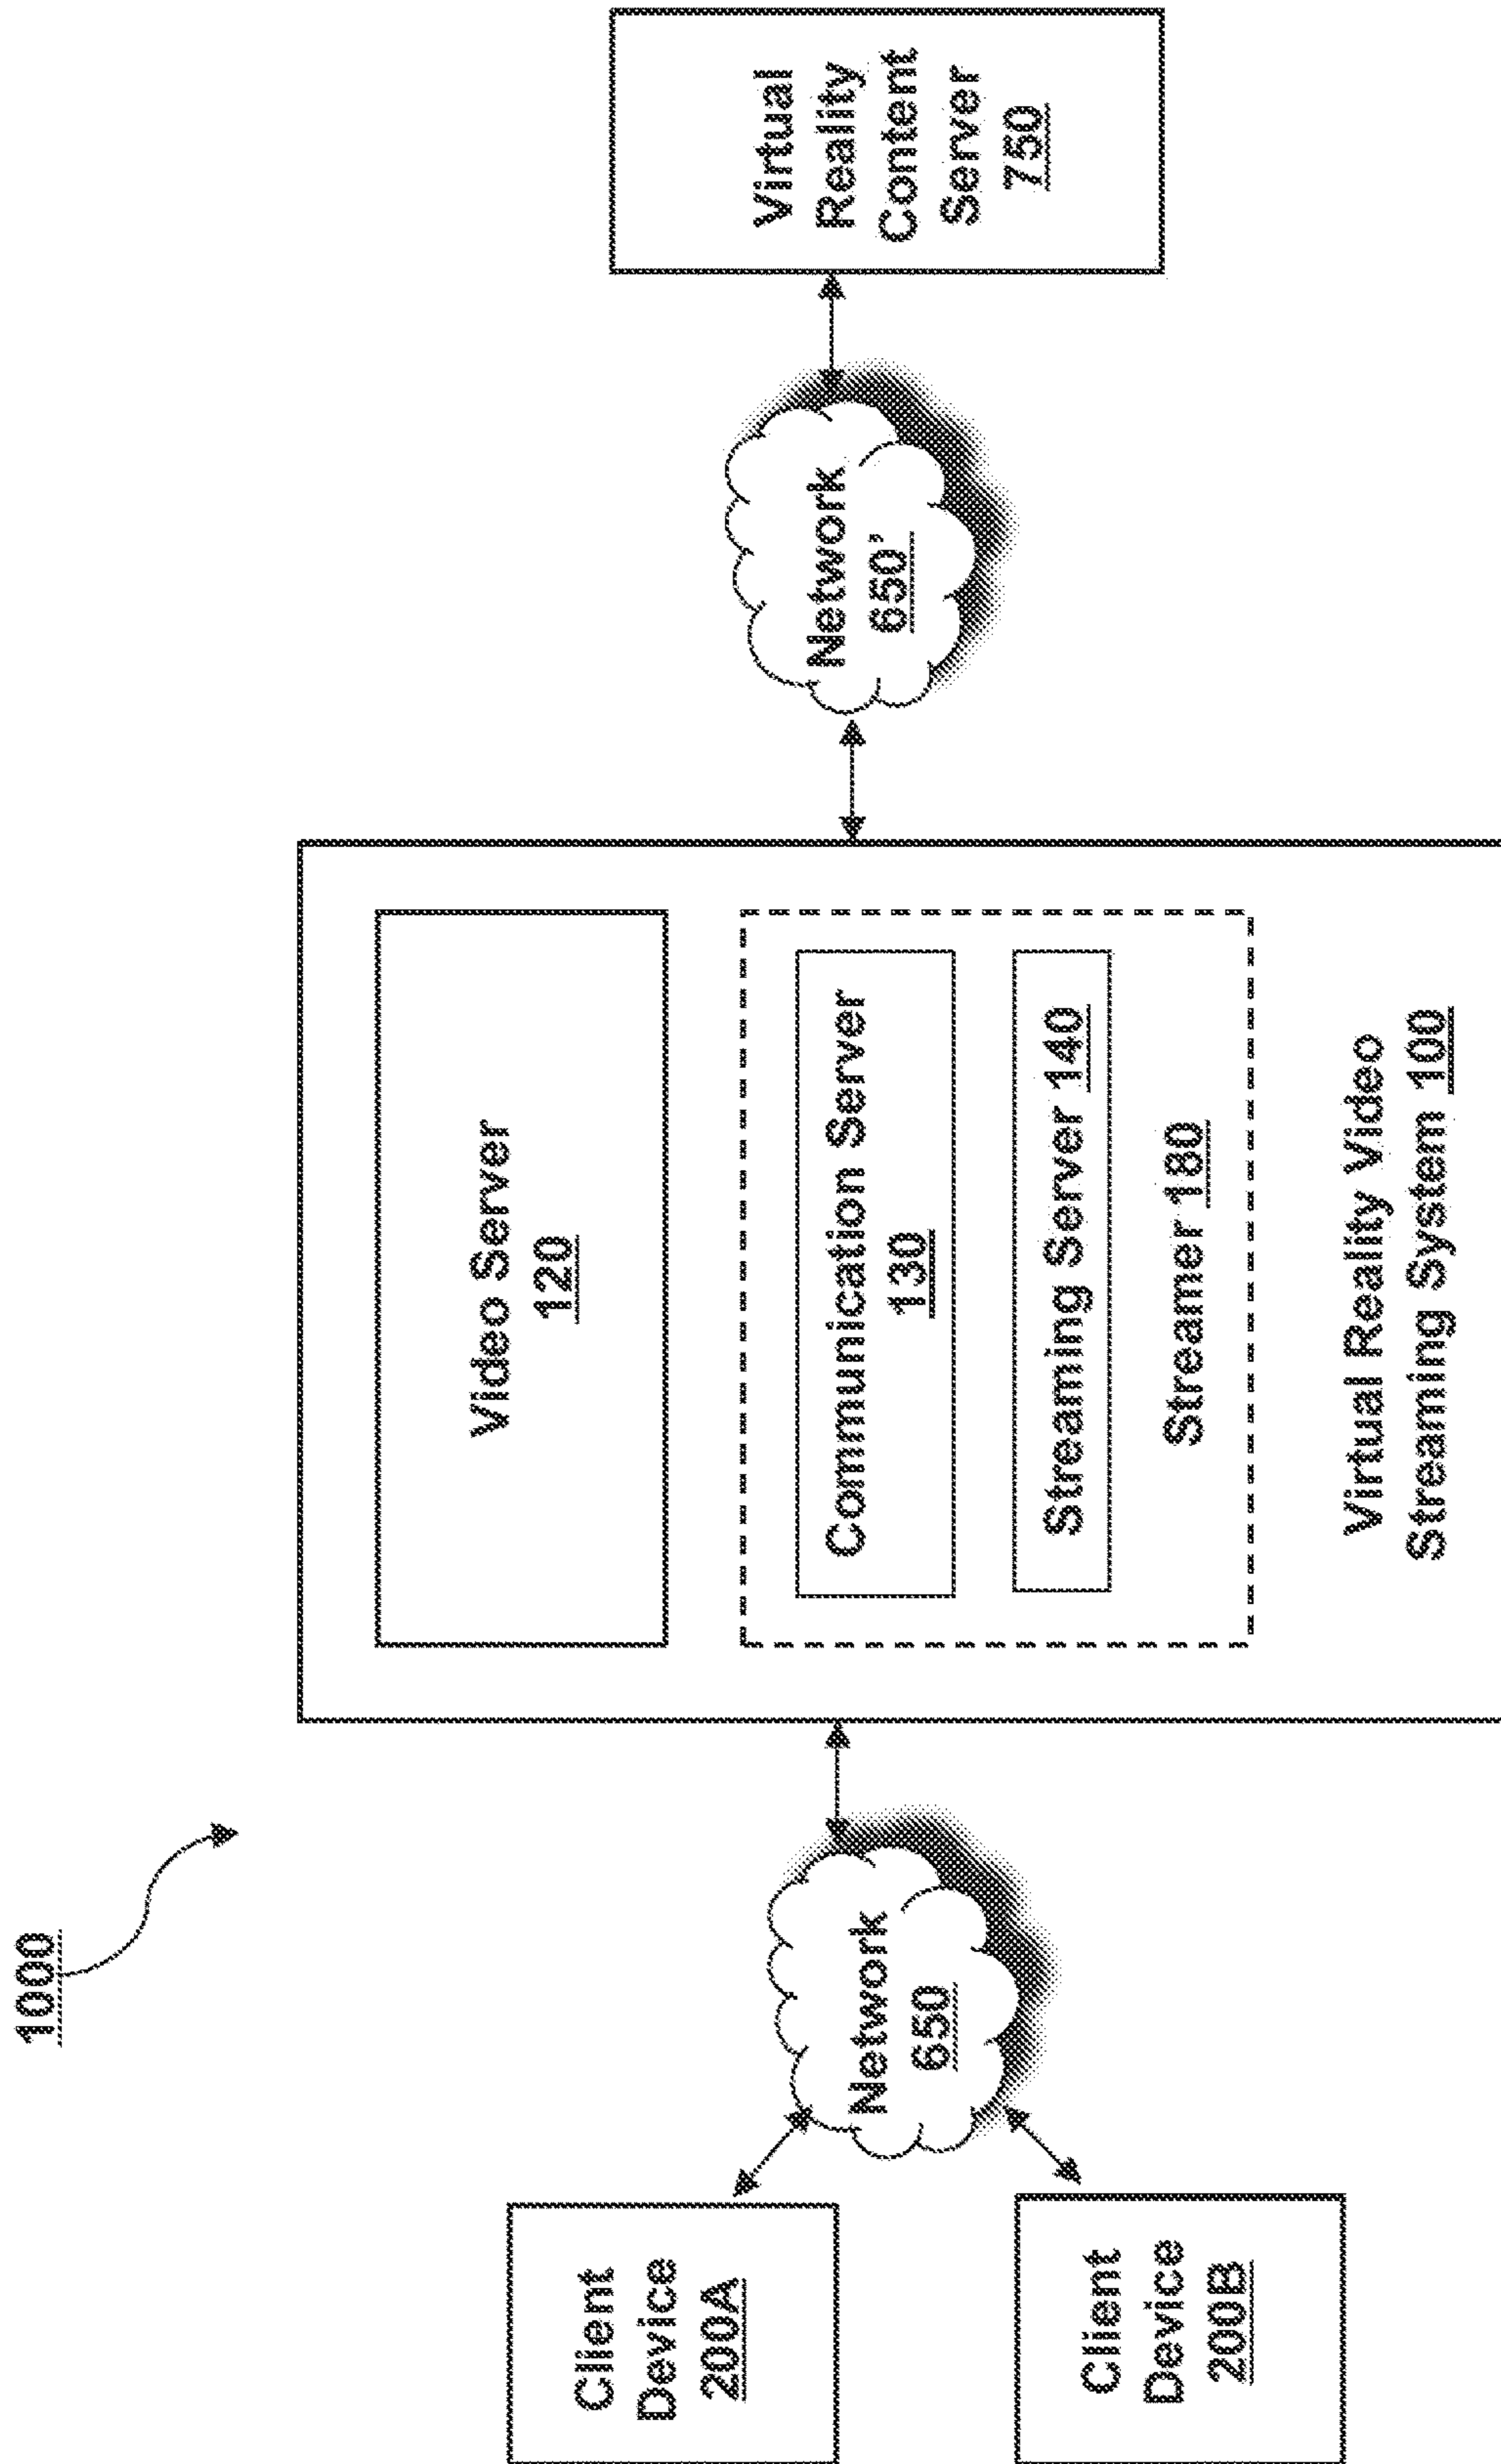 1000
Client
Device
200A
Client
Device
200B
Network
650
Video Server
120
Communication Server
130
Streaming Server 140
Streamer 180
Virtual Reality Video
Streaming System 100
Network
650’
Virtual
Reality
Content
Server
750